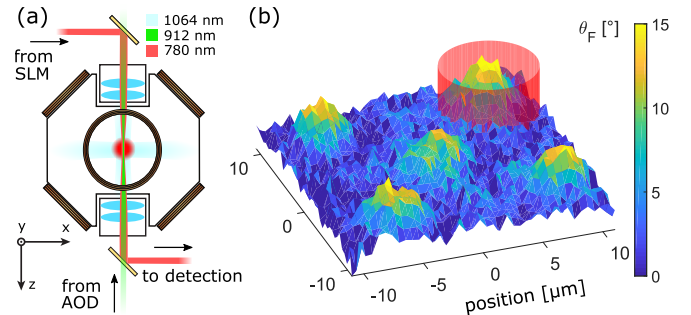 (a)
1064 nm
912 nm
780 nm
from
SLM
y
x
z
from
AOD
to detection
(b)
θF [°]
15
10
5
0
10
0
-10
-10
-5
0
5
10
position [µm]